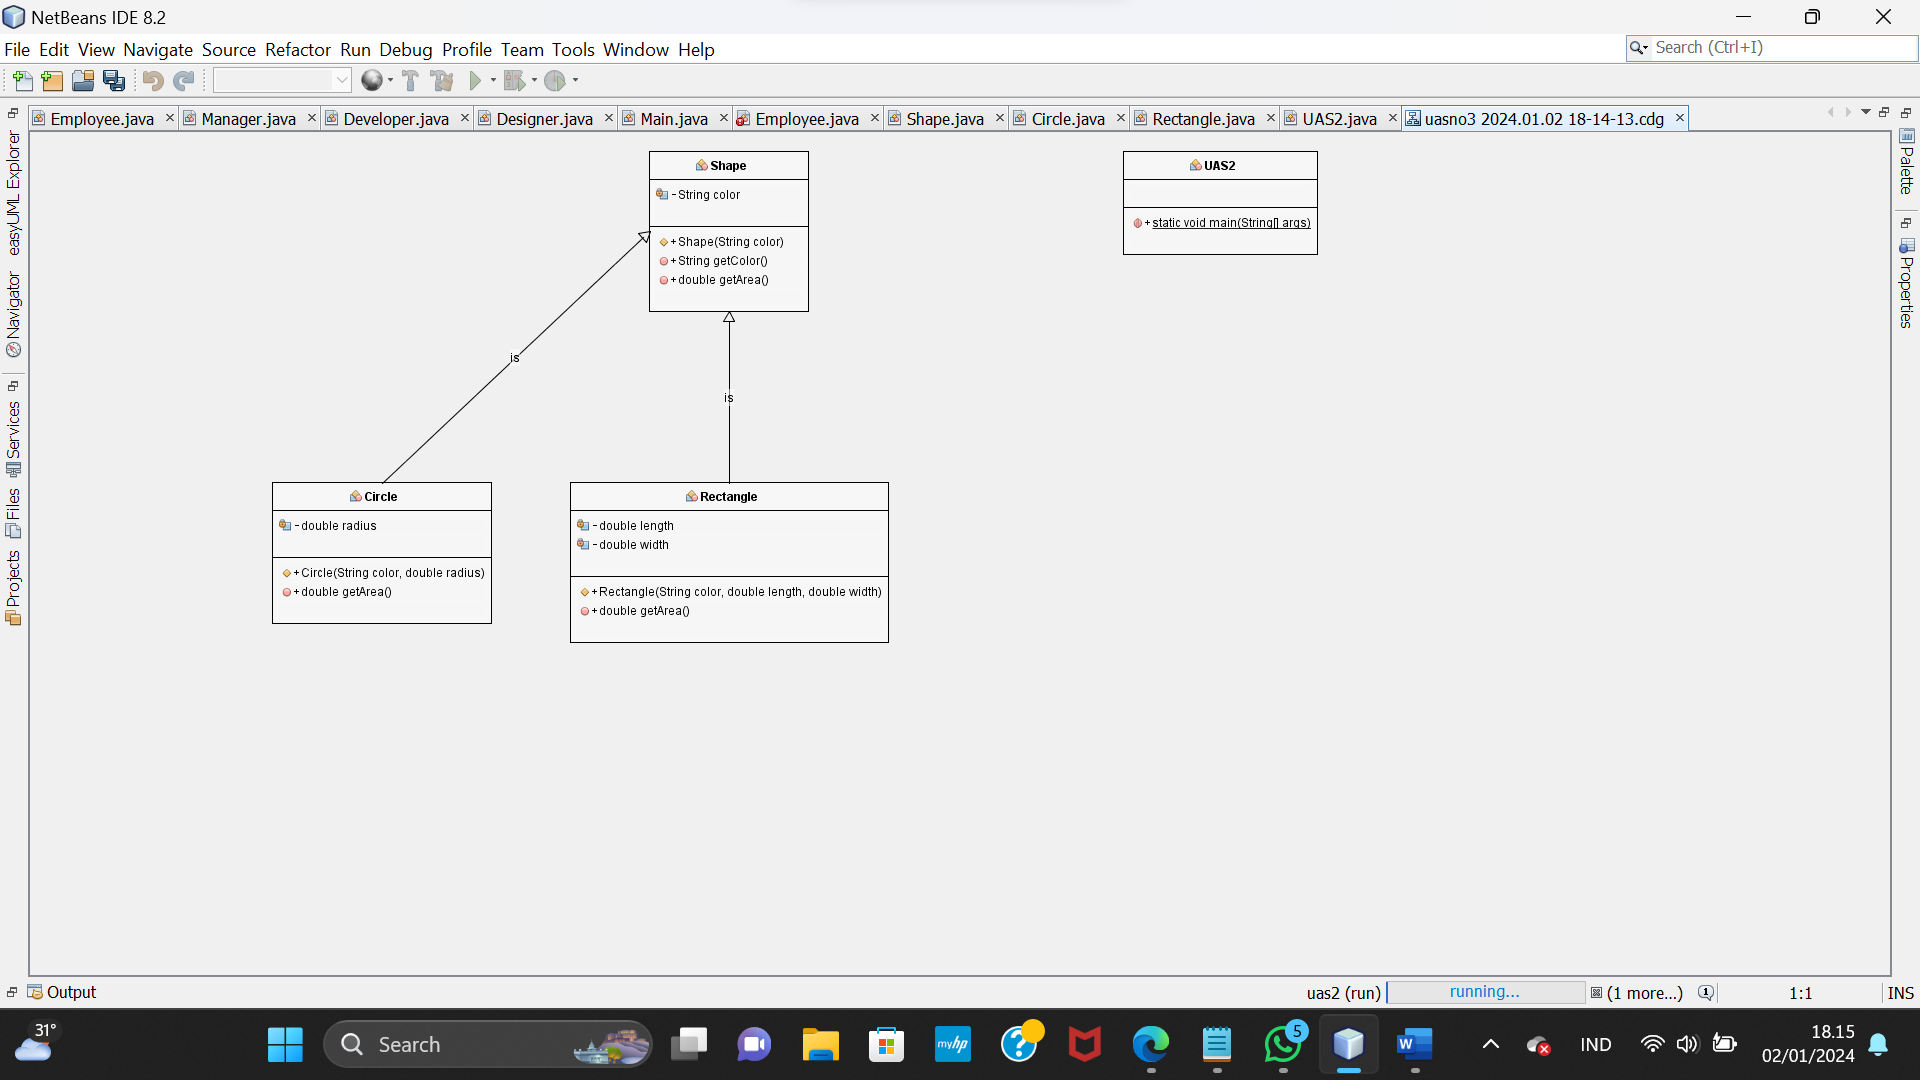 NetBeans IDE 8.2
File Edit View Navigate Source Refactor Run Debug Profile Team Tools Window Help
Search (Ctrl+I)
Employee.java
Manager.java
Developer.java
Designer.java
Main.java
Employee.java
Shape.java
Circle.java
Rectangle.java
UAS2.java
uasno3 2024.01.02 18-14-13.cdg
easyUML Explorer
Navigator
Services
Files
Projects
Palette
Properties
Shape
- String color
+ Shape(String color)
+ String getColor()
+ double getArea()
UAS2
+ static void main(String[] args)
is
is
Circle
- double radius
+ Circle(String color, double radius)
+ double getArea()
Rectangle
- double length
- double width
+ Rectangle(String color, double length, double width)
+ double getArea()
Output
uas2 (run)
running...
(1 more...)
1:1
INS
31°
Search
myhp
5
IND
18.15
02/01/2024